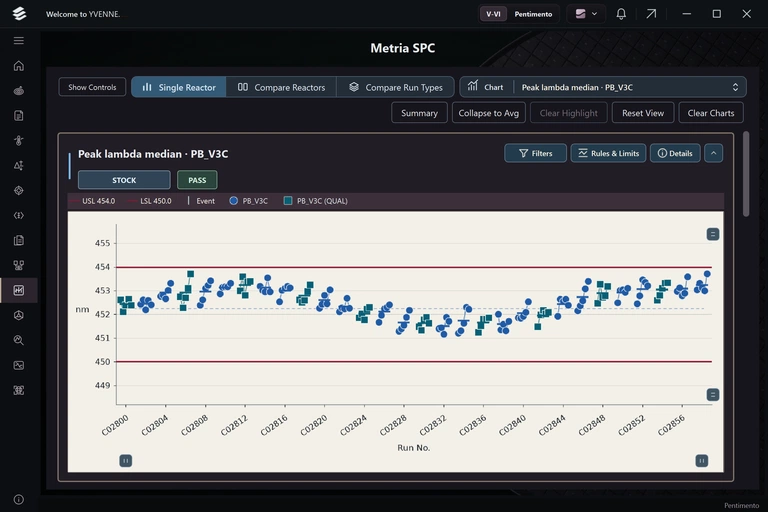 Welcome to YVENNE.
V-VI Pentimento
Metria SPC
Show Controls Single Reactor Compare Reactors Compare Run Types Chart Peak lambda median · PB_V3C
Summary Collapse to Avg Clear Highlight Reset View Clear Charts
Peak lambda median · PB_V3C
Filters Rules & Limits Details
STOCK PASS
USL 454.0 LSL 450.0 Event PB_V3C PB_V3C (QUAL)
455
454
453
nm
452
451
450
449
C02800 C02804 C02808 C02812 C02816 C02820 C02824 C02828 C02832 C02836 C02840 C02844 C02848 C02852 C02856
Run No.
Pentimento